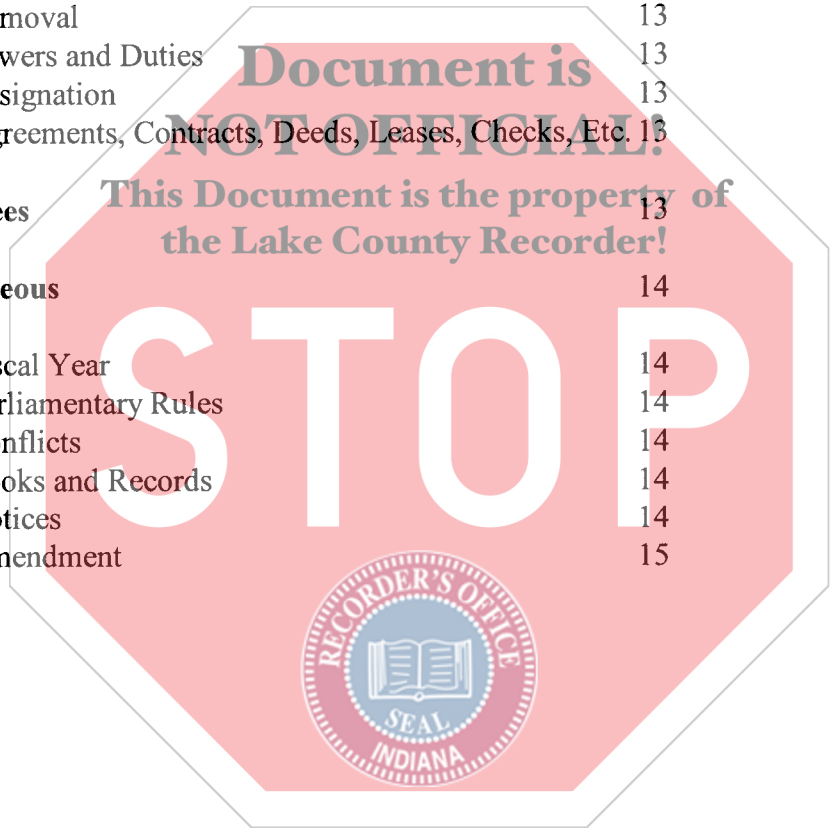 moval 13
wers and Duties 13
Document is
signation 13
greements, Contracts, Deeds, Leases, Checks, Etc. 13
NOT OFFICIAL!
This Document is the property of
ees 13
the Lake County Recorder!
eous 14
STOP
scal Year 14
rliamentary Rules 14
nflicts 14
oks and Records 14
otices 14
mendment 15
RECORDER'S OFFICE
SEAL
INDIANA